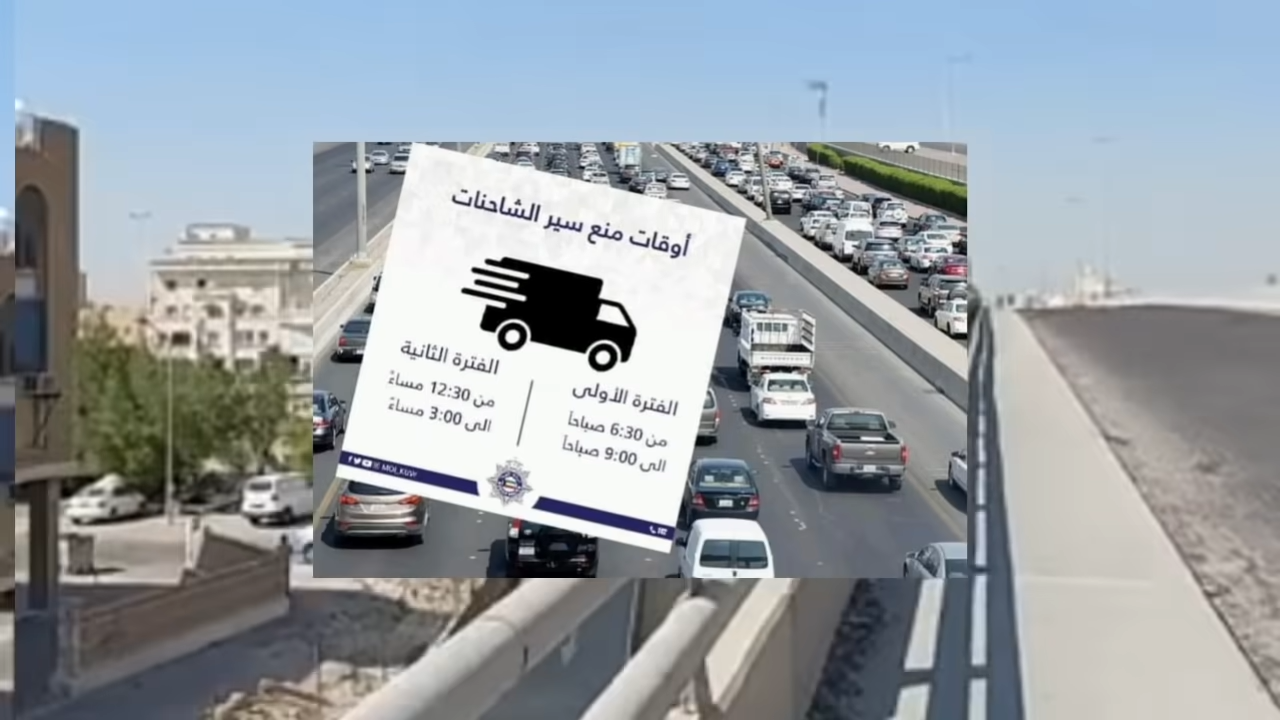 أوقات منع سير الشاحنات
الفترة الأولى
من 6:30 صباحاً
الى 9:00 صباحاً
الفترة الثانية
من 12:30 مساءً
الى 3:00 مساءً
MOI_KUW